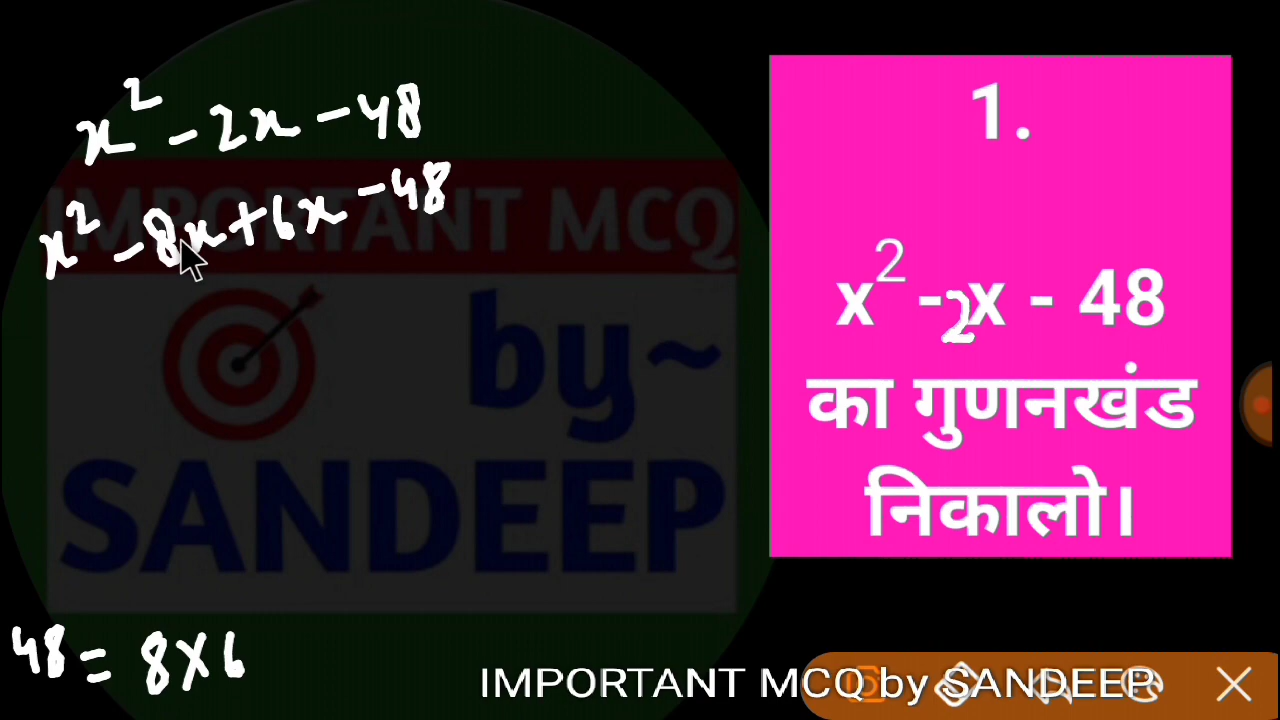 x² - 2x - 48
x² - 8x + 6x - 48
IMPORTANT MCQ
by~
SANDEEP
48 = 8 X 6
1.
x² - 2x - 48
का गुणनखंड
निकालो।
IMPORTANT MCQ by SANDEEP